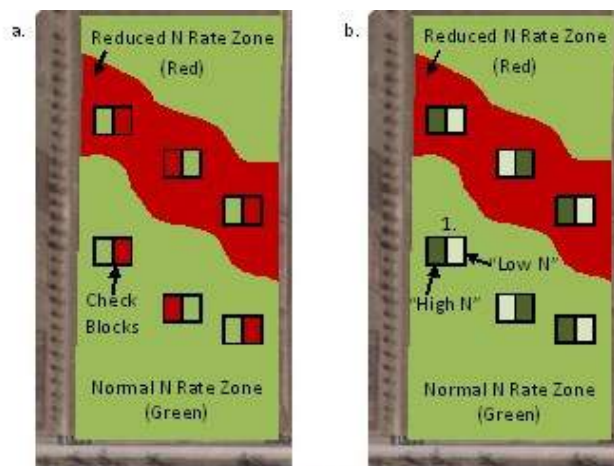 a.
Reduced N Rate Zone
(Red)
Check
Blocks
Normal N Rate Zone
(Green)
b.
Reduced N Rate Zone
(Red)
1.
"Low N"
"High N"
Normal N Rate Zone
(Green)